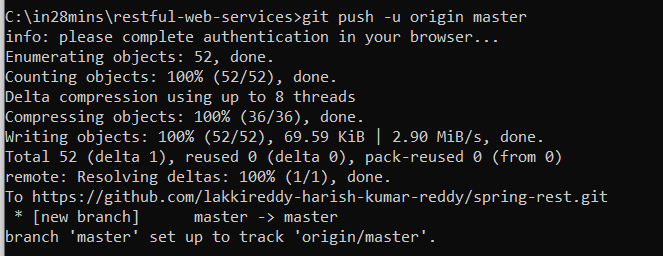 C:\in28mins\restful-web-services>git push -u origin master
info: please complete authentication in your browser...
Enumerating objects: 52, done.
Counting objects: 100% (52/52), done.
Delta compression using up to 8 threads
Compressing objects: 100% (36/36), done.
Writing objects: 100% (52/52), 69.59 KiB | 2.90 MiB/s, done.
Total 52 (delta 1), reused 0 (delta 0), pack-reused 0 (from 0)
remote: Resolving deltas: 100% (1/1), done.
To https://github.com/lakkireddy-harish-kumar-reddy/spring-rest.git
 * [new branch]      master -> master
branch 'master' set up to track 'origin/master'.